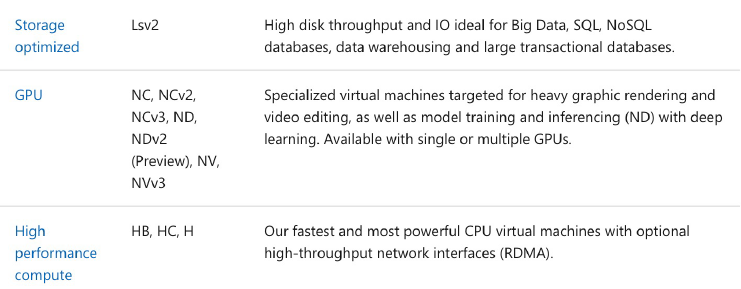 Storage optimized
Lsv2
High disk throughput and IO ideal for Big Data, SQL, NoSQL
databases, data warehousing and large transactional databases.
GPU
NC, NCv2,
NCv3, ND,
NDv2
(Preview), NV,
NVv3
Specialized virtual machines targeted for heavy graphic rendering and
video editing, as well as model training and inferencing (ND) with deep
learning. Available with single or multiple GPUs.
High
performance
compute
HB, HC, H
Our fastest and most powerful CPU virtual machines with optional
high-throughput network interfaces (RDMA).